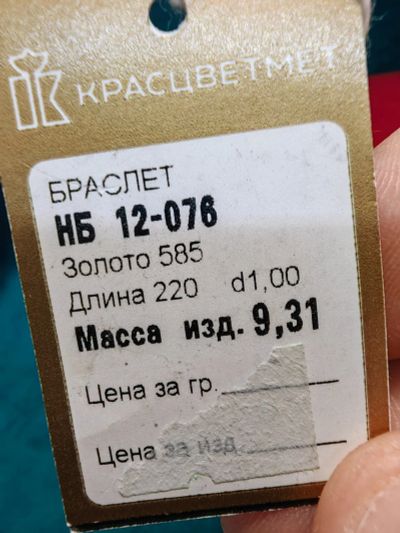 КРАСЦВЕТМЕТ
БРАСЛЕТ
НБ 12-076
Золото 585
Длина 220 d1,00
Масса изд. 9,31
Цена за гр.
Цена за изд